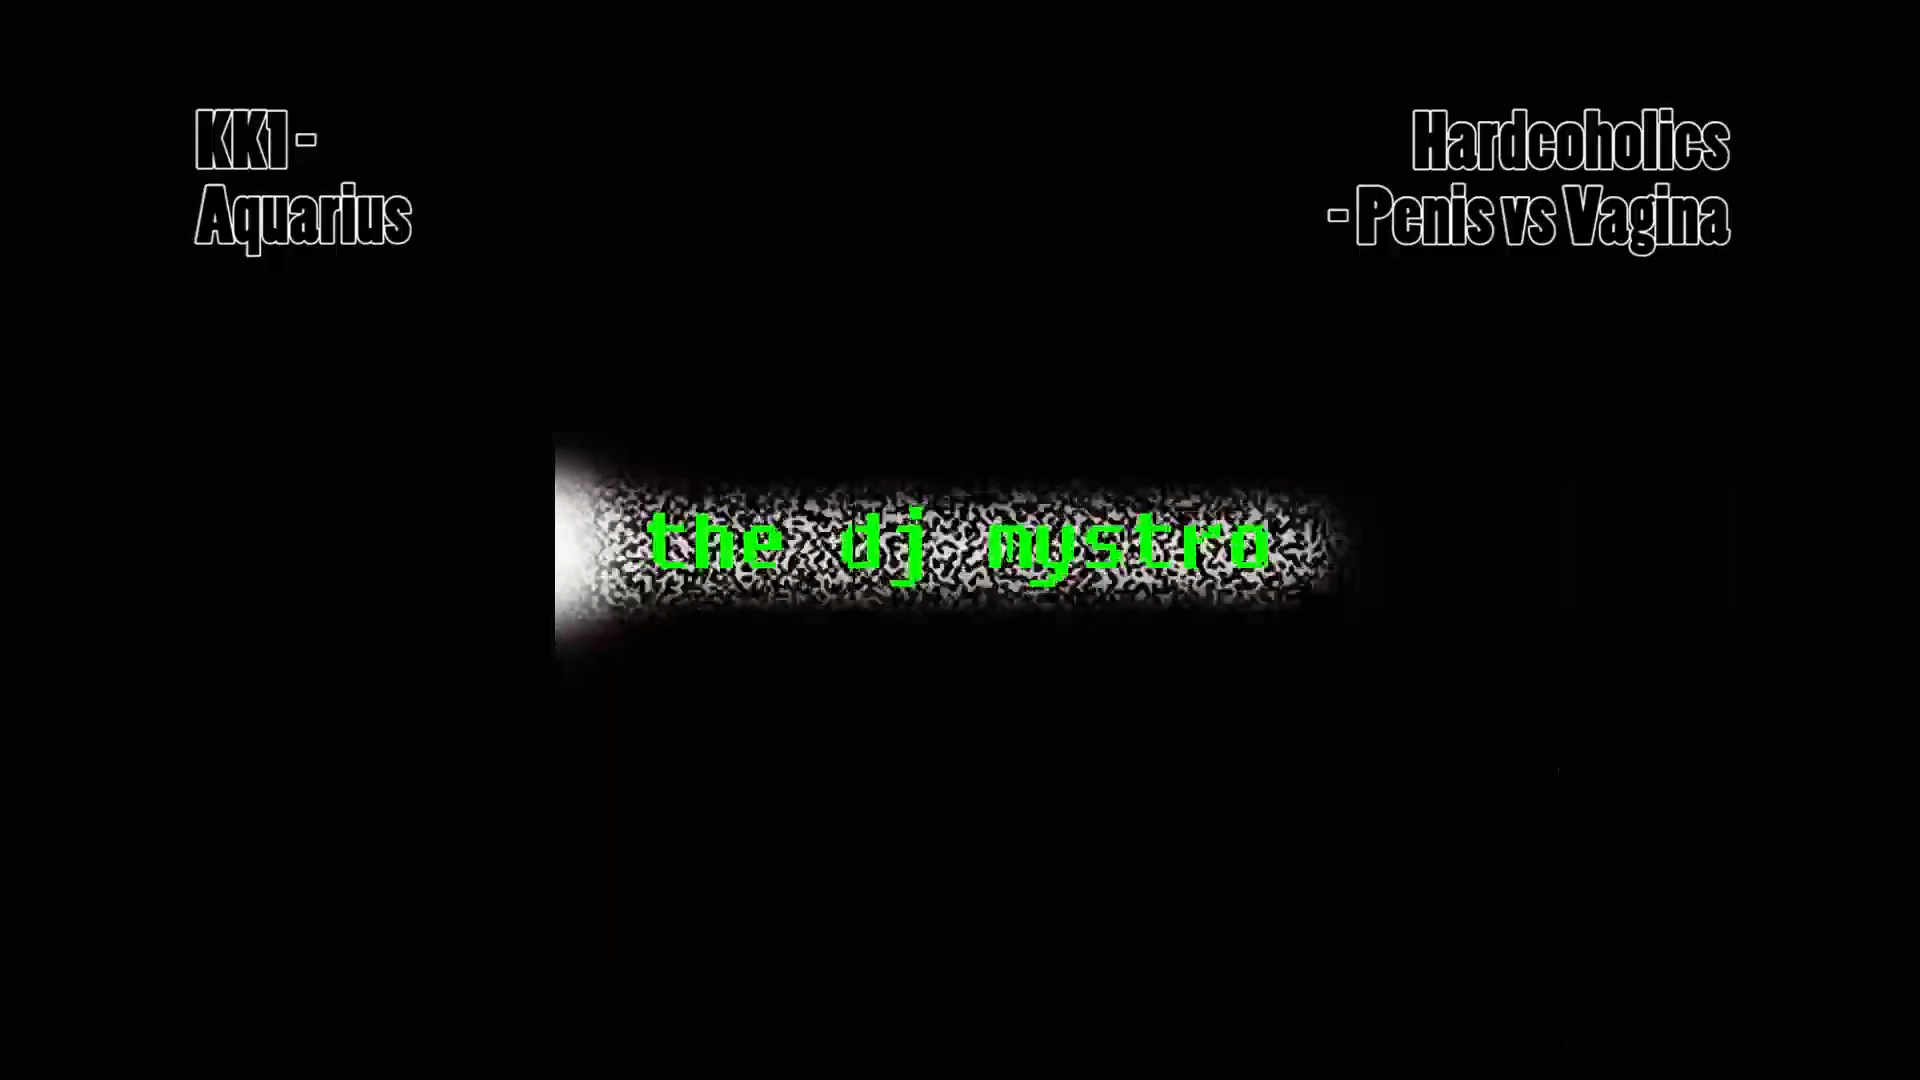 KK1 -
Aquarius
Hardcoholics
- Penis vs Vagina
the dj mystro